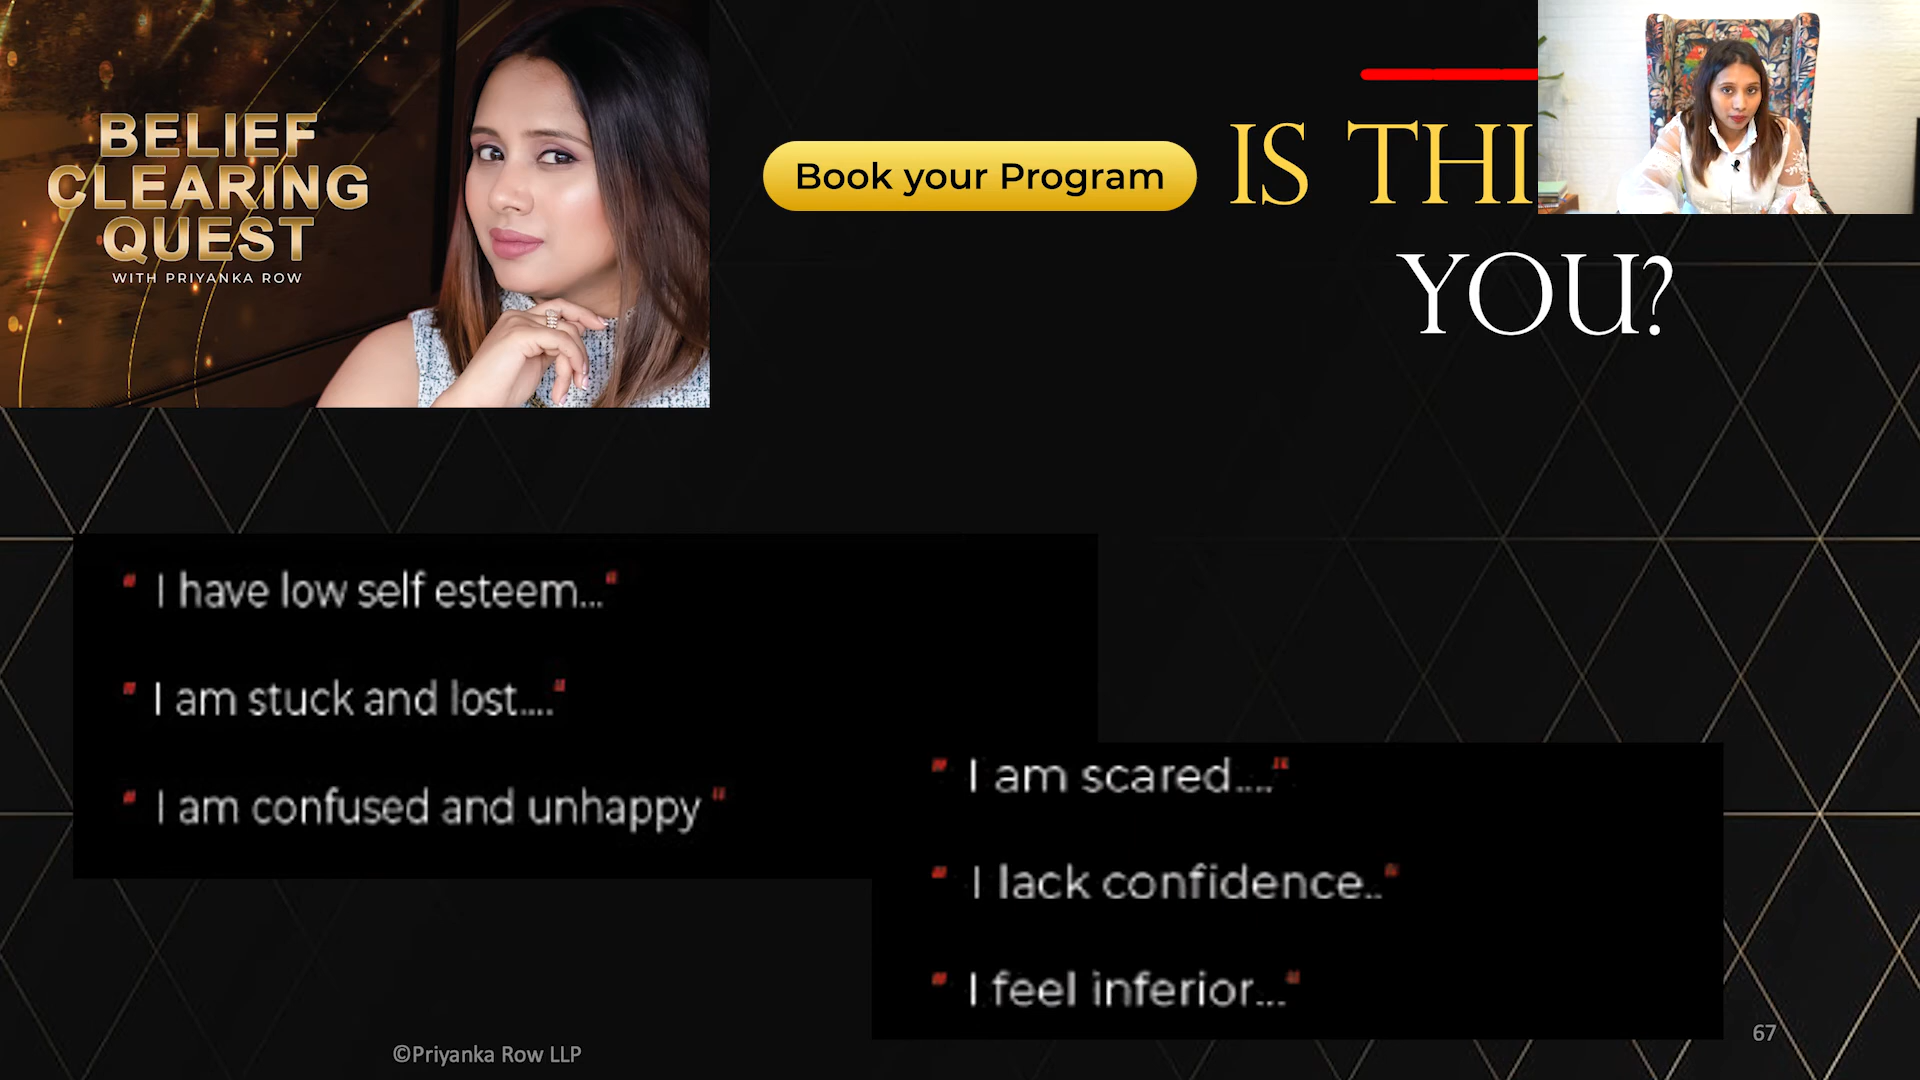 BELIEF
CLEARING
QUEST
WITH PRIYANKA ROW
Book your Program
IS THI
YOU?
" I have low self esteem..."
" I am stuck and lost...."
" I am confused and unhappy "
" I am scared...."
" I lack confidence.."
" I feel inferior..."
©Priyanka Row LLP
67